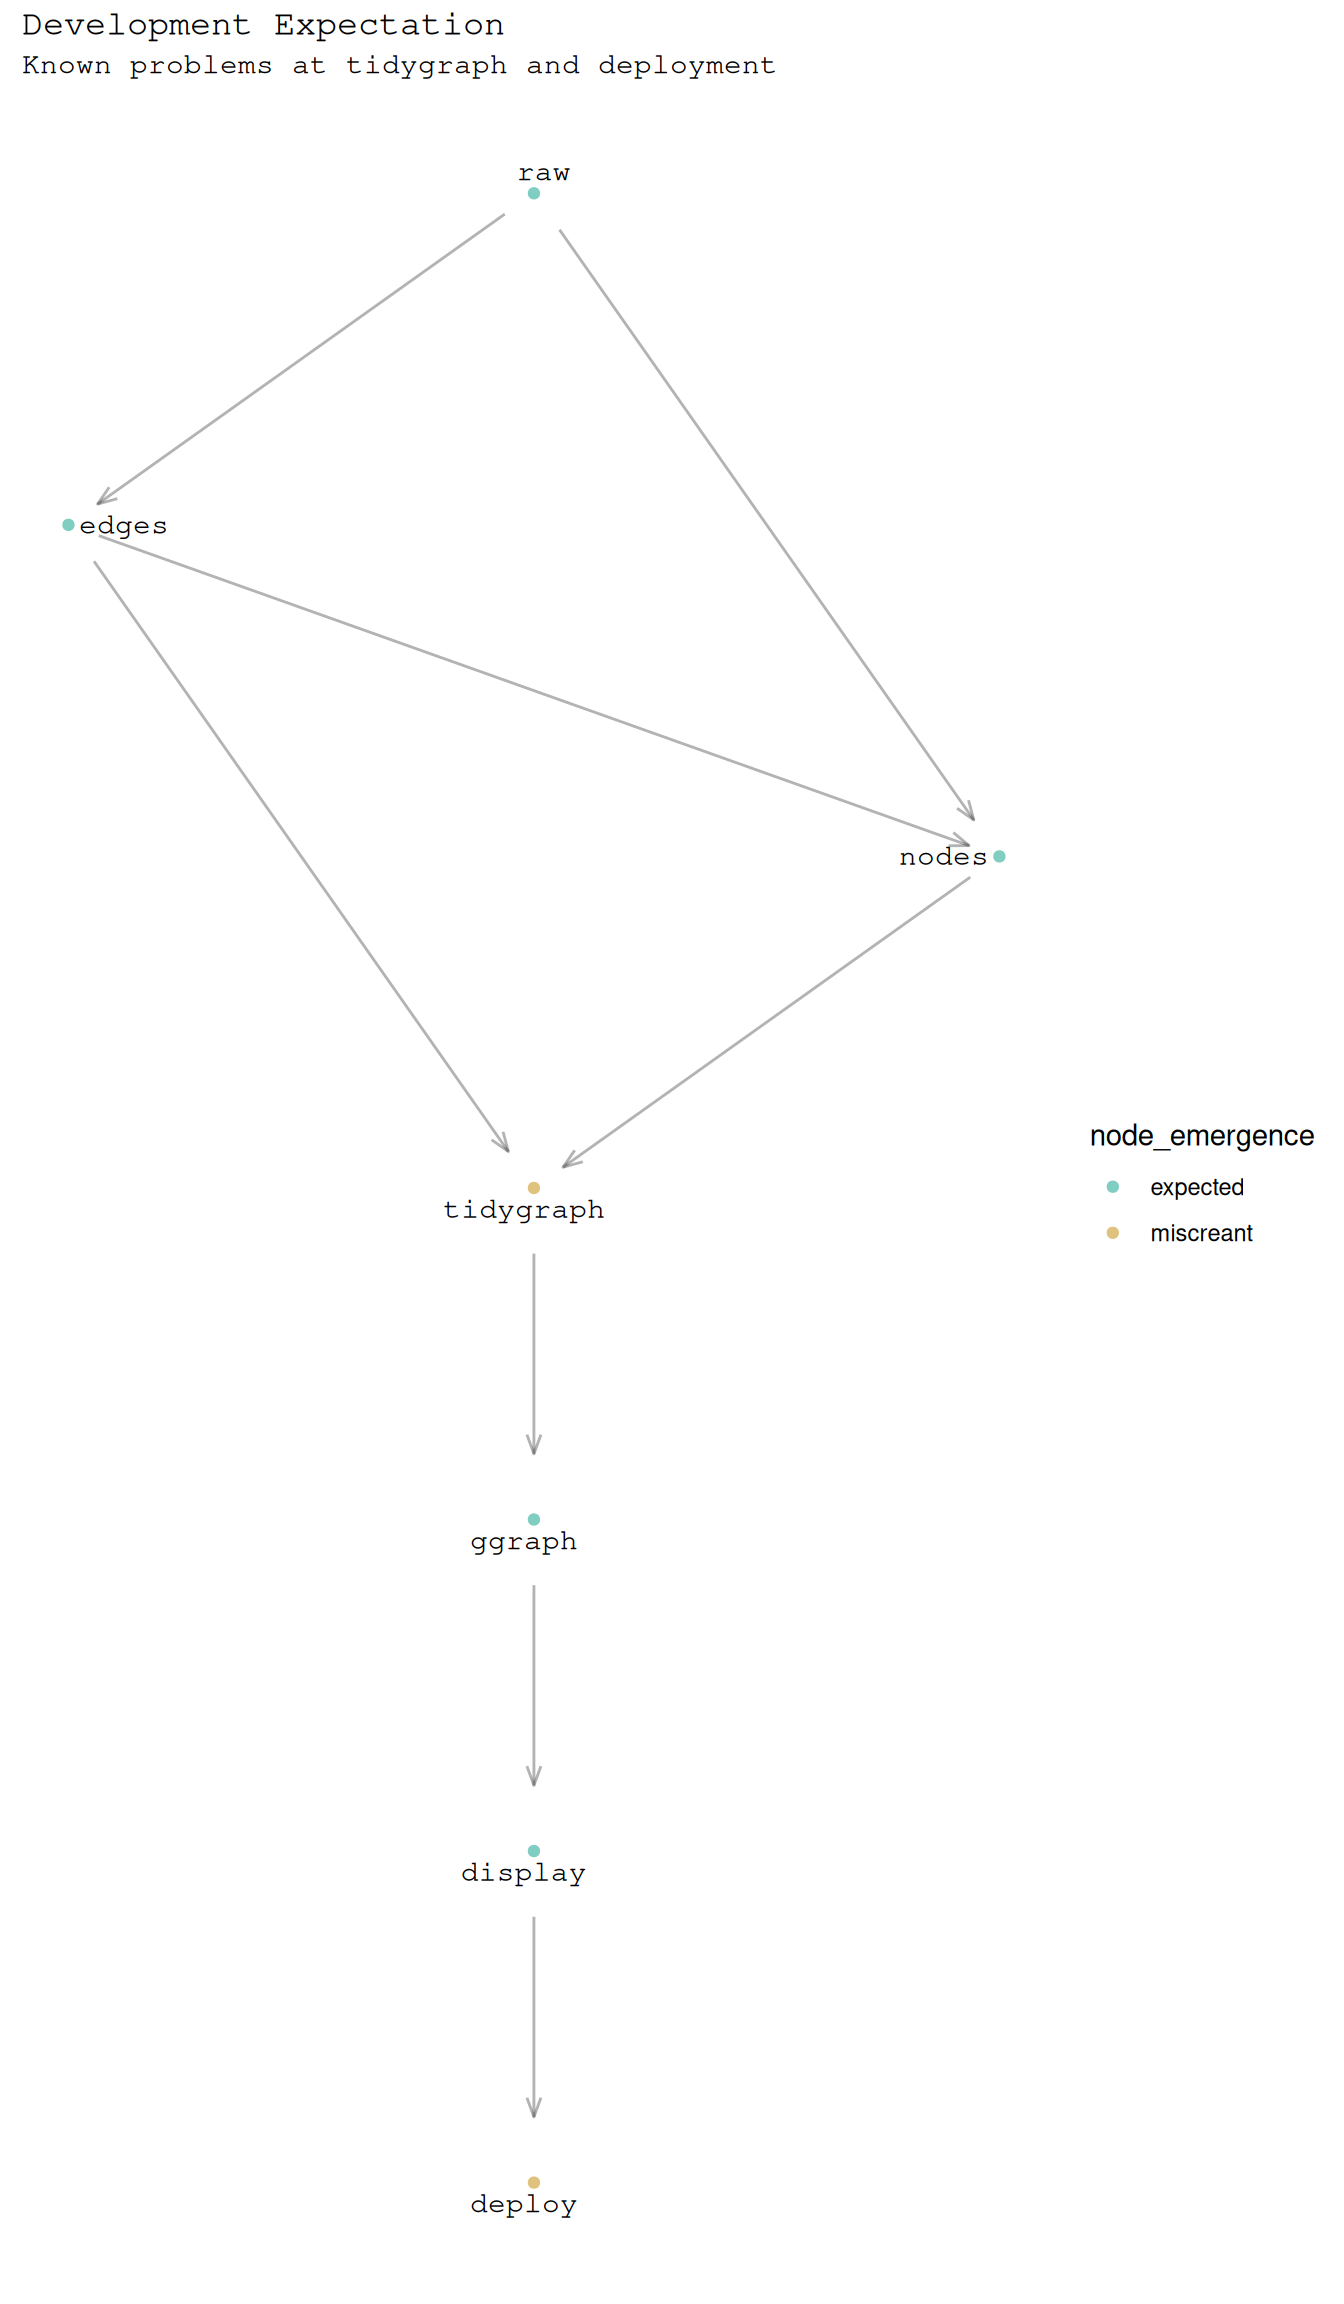 Development Expectation
Known problems at tidygraph and deployment
raw
edges
nodes
node_emergence
expected
tidygraph
miscreant
ggraph
display
deploy